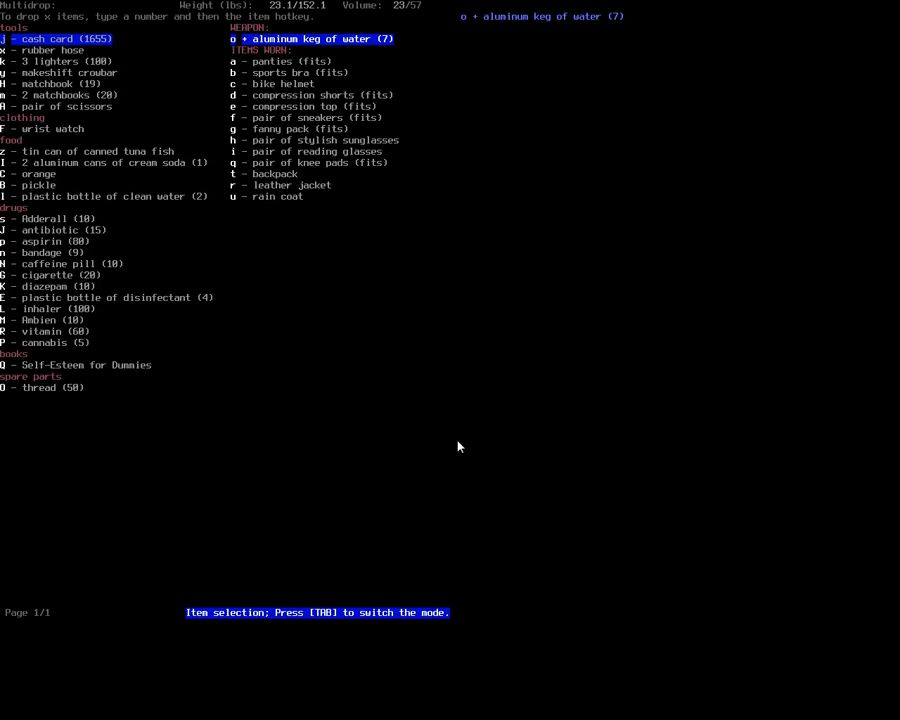 Multidrop: Weight (lbs): 23.1/152.1 Volume: 23/57
To drop x items, type a number and then the item hotkey. o + aluminum keg of water (7)
tools
j - cash card (1655)
x - rubber hose
k - 3 lighters (100)
y - makeshift crowbar
H - matchbook (19)
m - 2 matchbooks (20)
A - pair of scissors
clothing
F - wrist watch
food
z - tin can of canned tuna fish
I - 2 aluminum cans of cream soda (1)
C - orange
B - pickle
l - plastic bottle of clean water (2)
drugs
s - Adderall (10)
J - antibiotic (15)
p - aspirin (80)
n - bandage (9)
N - caffeine pill (10)
G - cigarette (20)
K - diazepam (10)
E - plastic bottle of disinfectant (4)
L - inhaler (100)
M - Ambien (10)
R - vitamin (60)
P - cannabis (5)
books
Q - Self-Esteem for Dummies
spare parts
O - thread (50)
WEAPON:
o + aluminum keg of water (7)
ITEMS WORN:
a - panties (fits)
b - sports bra (fits)
c - bike helmet
d - compression shorts (fits)
e - compression top (fits)
f - pair of sneakers (fits)
g - fanny pack (fits)
h - pair of stylish sunglasses
i - pair of reading glasses
q - pair of knee pads (fits)
t - backpack
r - leather jacket
u - rain coat
Page 1/1 Item selection; Press [TAB] to switch the mode.